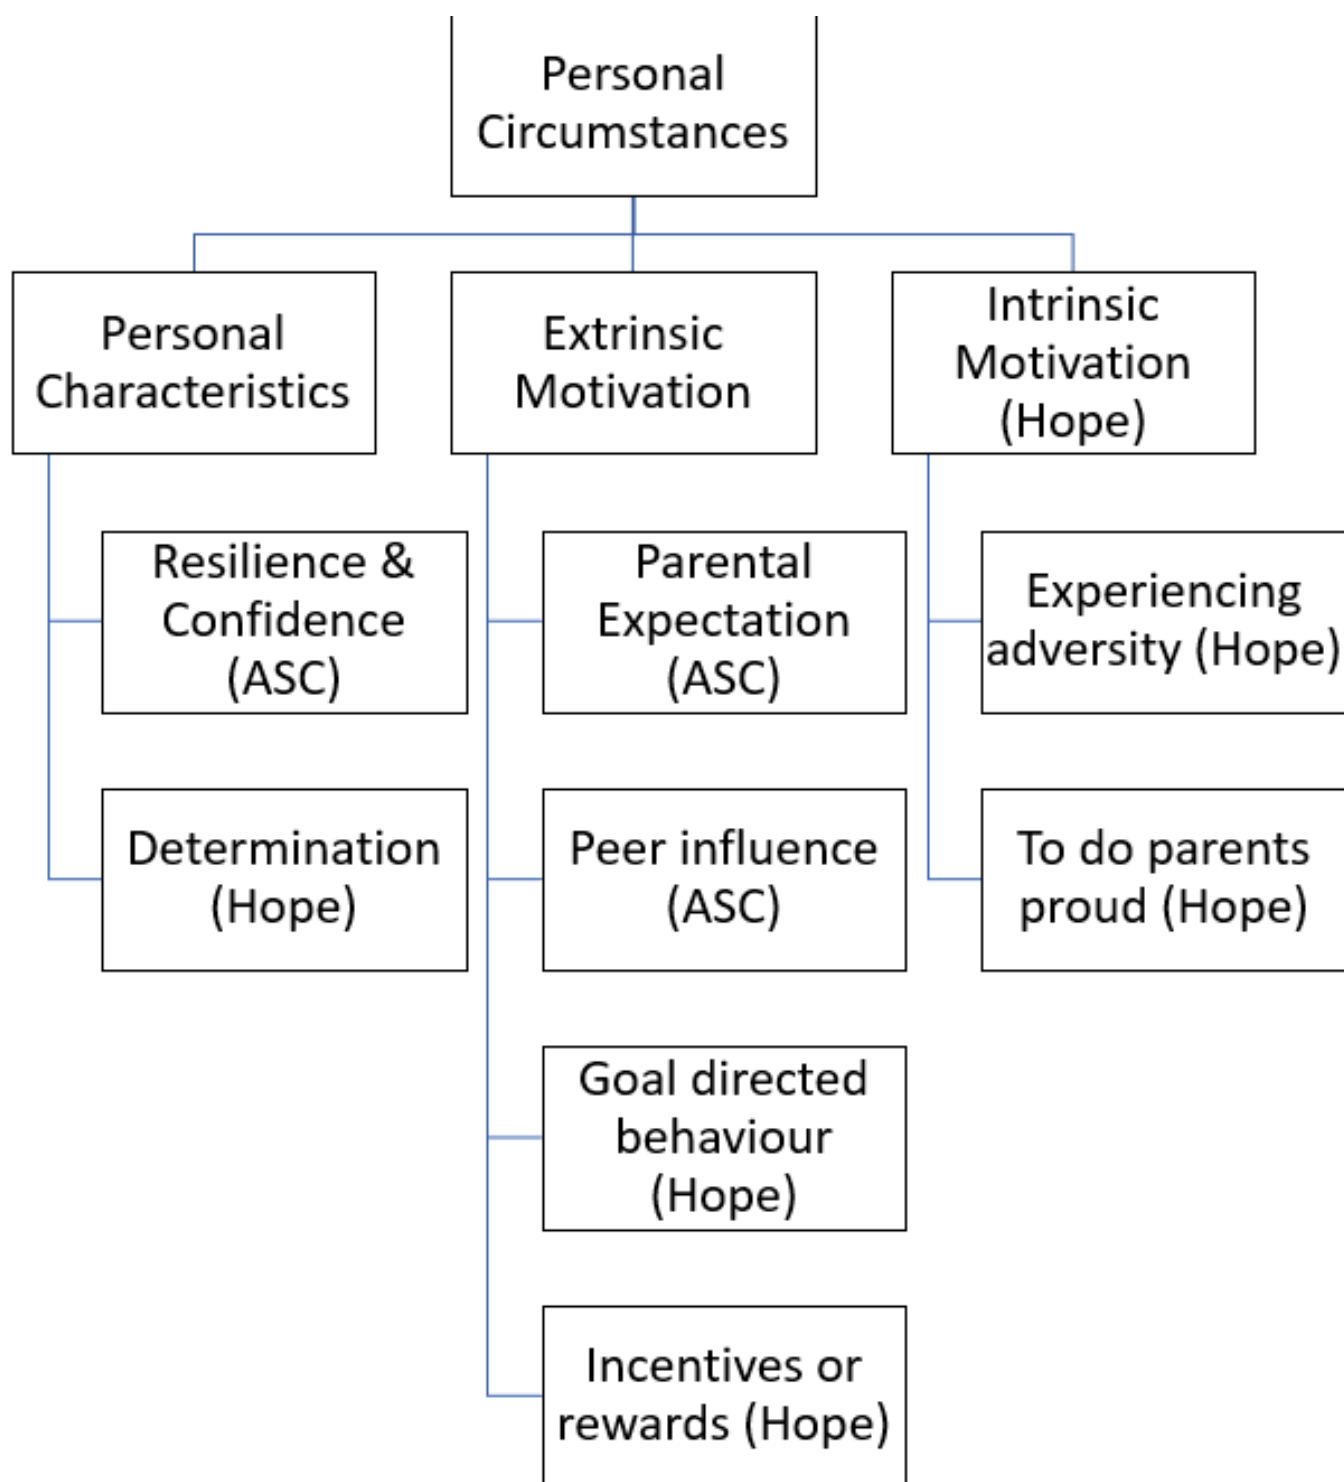 Personal
Circumstances
Personal
Characteristics
Extrinsic
Motivation
Intrinsic
Motivation
(Hope)
Resilience &
Confidence
(ASC)
Parental
Expectation
(ASC)
Experiencing
adversity (Hope)
Determination
(Hope)
Peer influence
(ASC)
To do parents
proud (Hope)
Goal directed
behaviour
(Hope)
Incentives or
rewards (Hope)